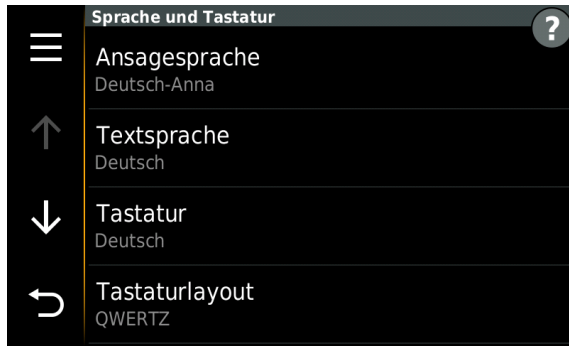 Sprache und Tastatur
?
Ansagesprache
Deutsch-Anna
Textsprache
Deutsch
Tastatur
Deutsch
Tastaturlayout
QWERTZ